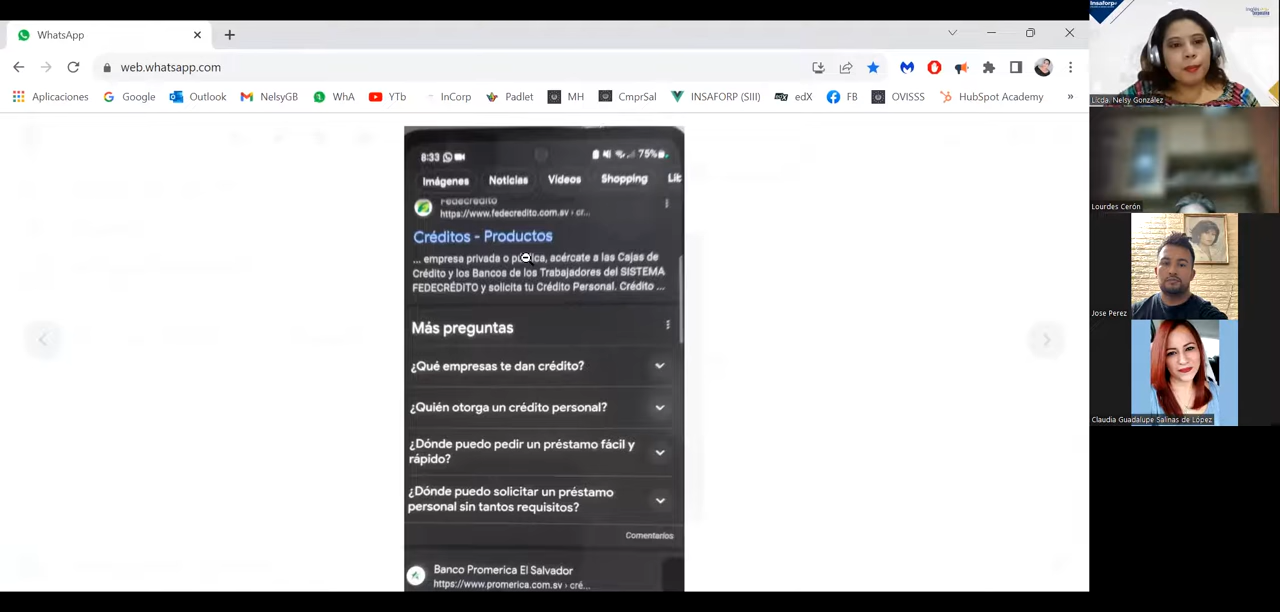 WhatsApp
web.whatsapp.com
Aplicaciones
Google
Outlook
NelsyGB
WhA
YTb
InCorp
Padlet
MH
CmprSal
INSAFORP (SIII)
edX
FB
OVISSS
HubSpot Academy
»
8:33
75%
Imágenes
Noticias
Videos
Shopping
Lit
Fedecrédito
https://www.fedecredito.com.sv › cr...
Créditos - Productos
... empresa privada o pública, acércate a las Cajas de
Crédito y los Bancos de los Trabajadores del SISTEMA
FEDECRÉDITO y solicita tu Crédito Personal. Crédito ...
Más preguntas
¿Qué empresas te dan crédito?
¿Quién otorga un crédito personal?
¿Dónde puedo pedir un préstamo fácil y
rápido?
¿Dónde puedo solicitar un préstamo
personal sin tantos requisitos?
Comentarios
Banco Promerica El Salvador
https://www.promerica.com.sv › cré...
Insaforp
Licda. Nelsy González
Lourdes Cerón
Jose Perez
Claudia Guadalupe Salinas de López